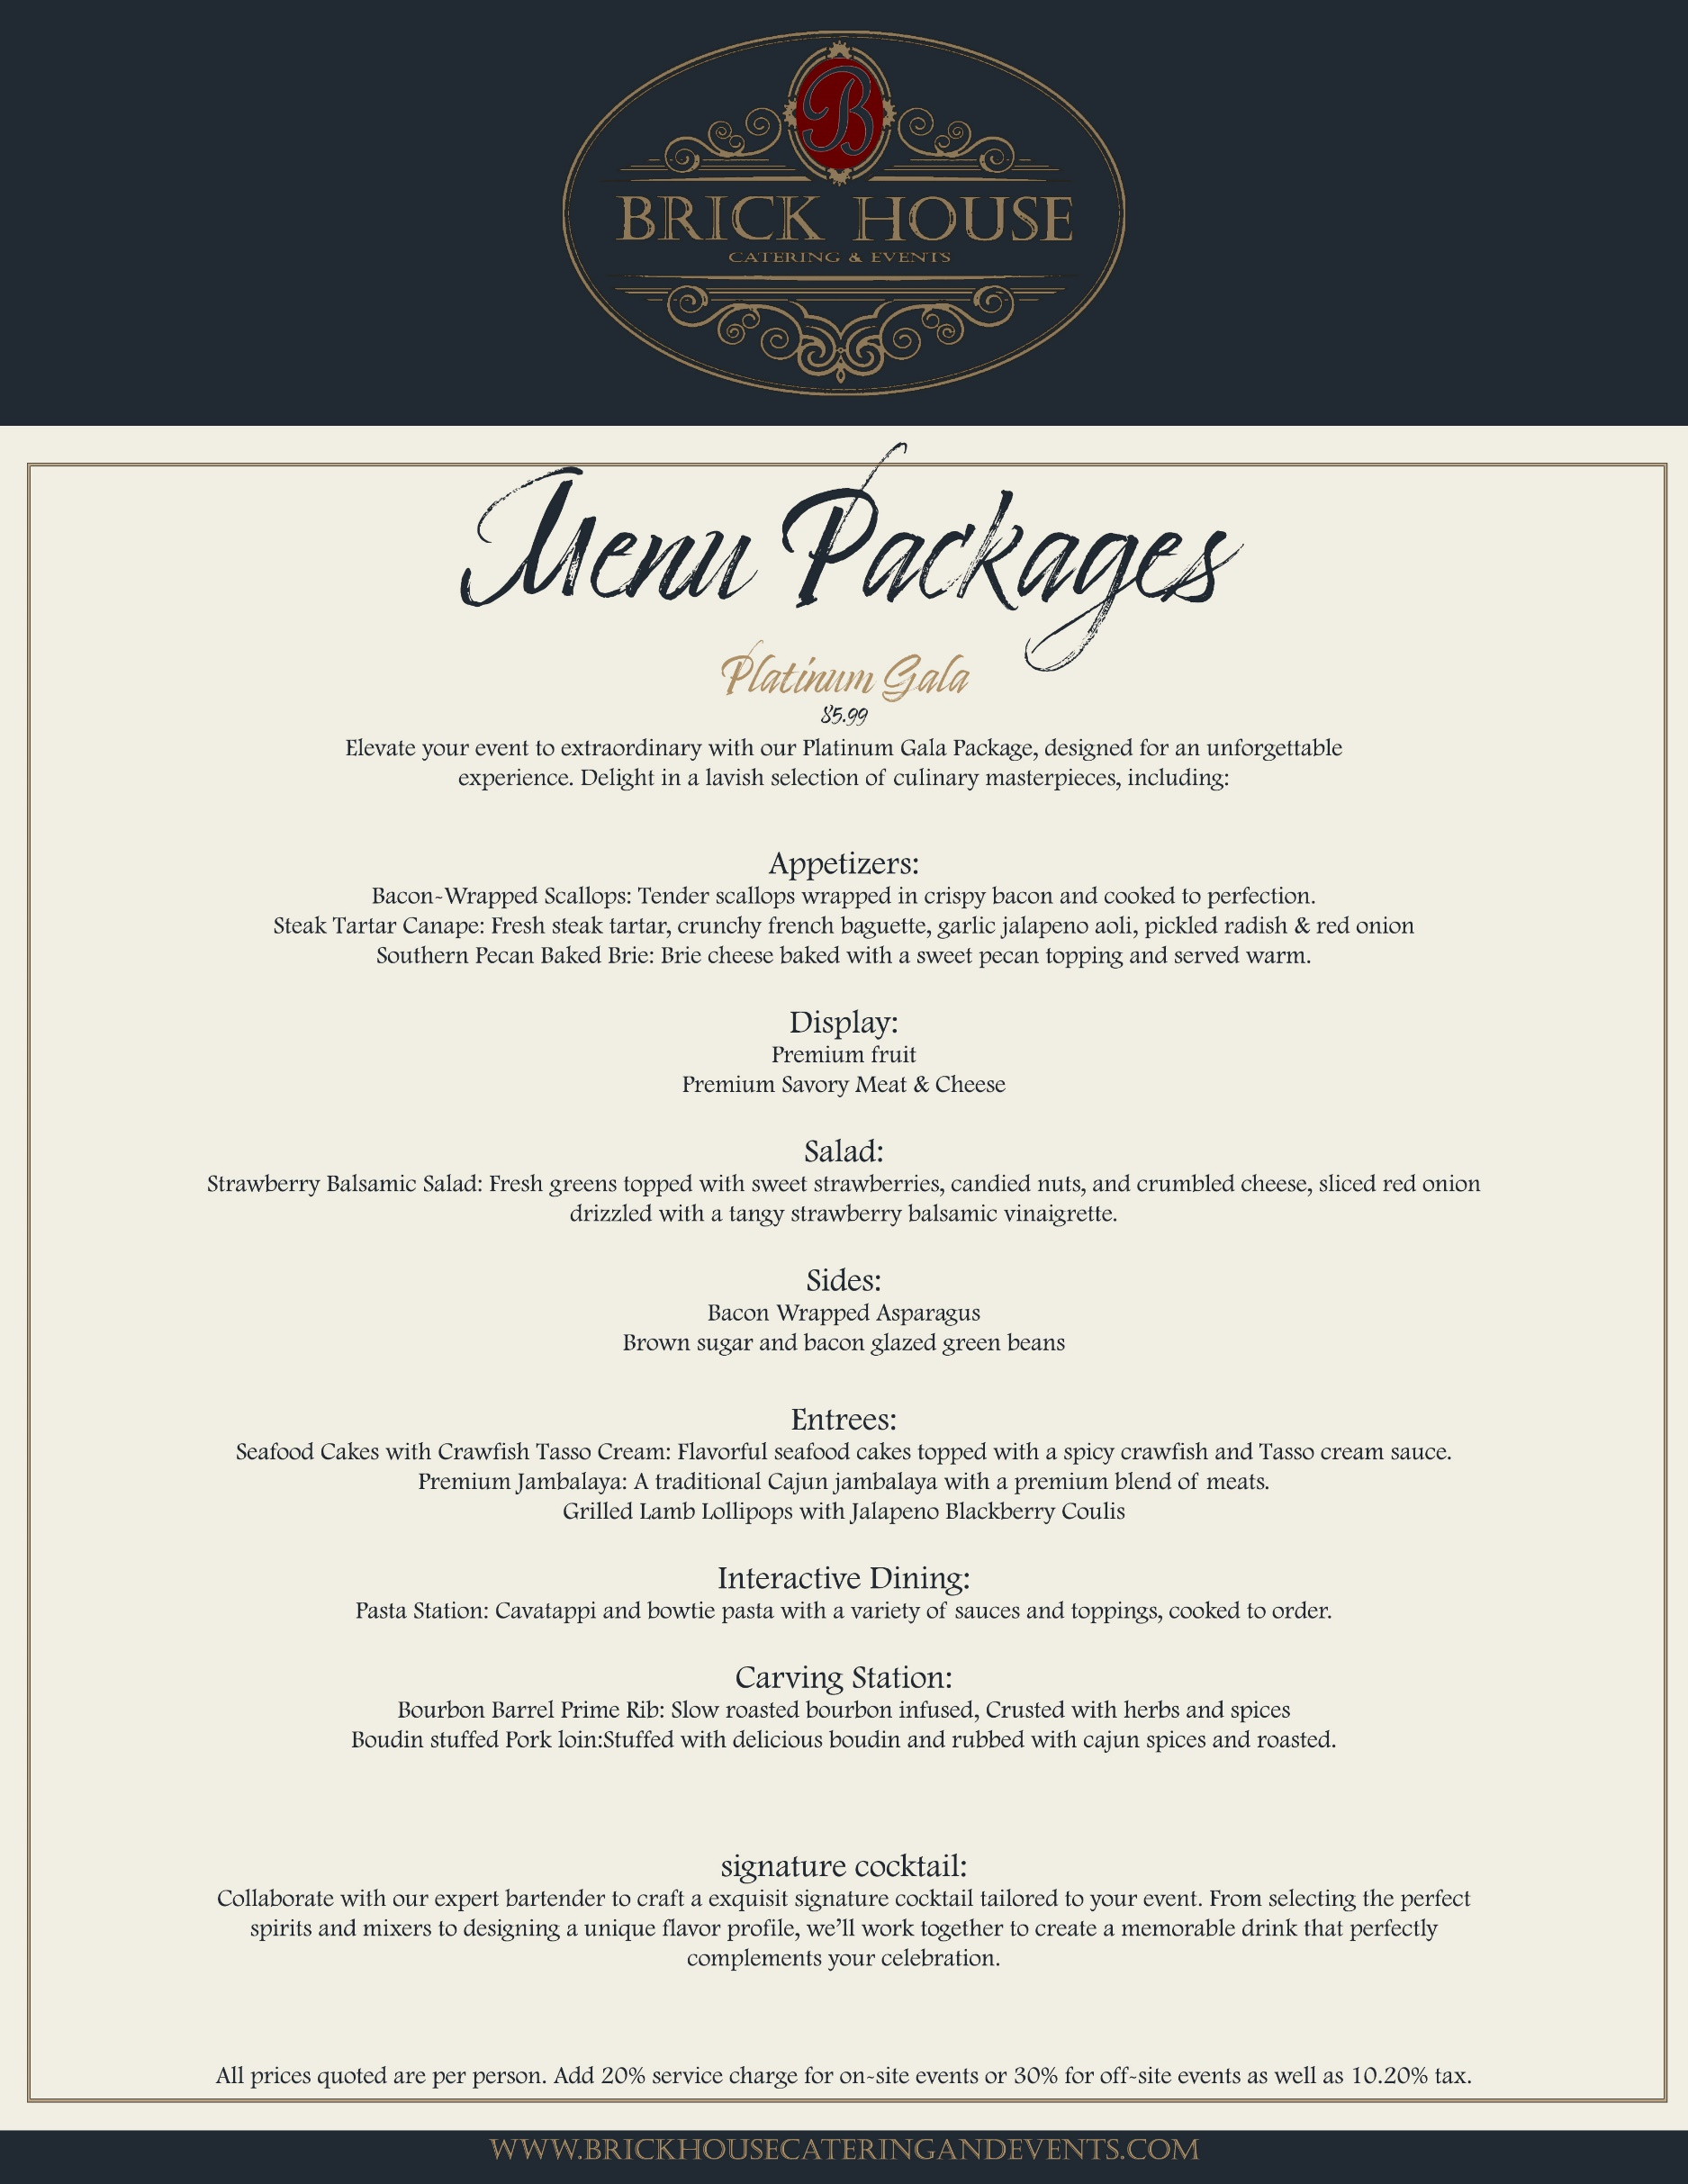 B
BRICK HOUSE
CATERING & EVENTS
Menu Packages
Platinum Gala
85.99
Elevate your event to extraordinary with our Platinum Gala Package, designed for an unforgettable
experience. Delight in a lavish selection of culinary masterpieces, including:
Appetizers:
Bacon-Wrapped Scallops: Tender scallops wrapped in crispy bacon and cooked to perfection.
Steak Tartar Canape: Fresh steak tartar, crunchy french baguette, garlic jalapeno aoli, pickled radish & red onion
Southern Pecan Baked Brie: Brie cheese baked with a sweet pecan topping and served warm.
Display:
Premium fruit
Premium Savory Meat & Cheese
Salad:
Strawberry Balsamic Salad: Fresh greens topped with sweet strawberries, candied nuts, and crumbled cheese, sliced red onion
drizzled with a tangy strawberry balsamic vinaigrette.
Sides:
Bacon Wrapped Asparagus
Brown sugar and bacon glazed green beans
Entrees:
Seafood Cakes with Crawfish Tasso Cream: Flavorful seafood cakes topped with a spicy crawfish and Tasso cream sauce.
Premium Jambalaya: A traditional Cajun jambalaya with a premium blend of meats.
Grilled Lamb Lollipops with Jalapeno Blackberry Coulis
Interactive Dining:
Pasta Station: Cavatappi and bowtie pasta with a variety of sauces and toppings, cooked to order.
Carving Station:
Bourbon Barrel Prime Rib: Slow roasted bourbon infused, Crusted with herbs and spices
Boudin stuffed Pork loin:Stuffed with delicious boudin and rubbed with cajun spices and roasted.
signature cocktail:
Collaborate with our expert bartender to craft a exquisit signature cocktail tailored to your event. From selecting the perfect
spirits and mixers to designing a unique flavor profile, we'll work together to create a memorable drink that perfectly
complements your celebration.
All prices quoted are per person. Add 20% service charge for on-site events or 30% for off-site events as well as 10.20% tax.
WWW.BRICKHOUSECATERINGANDEVENTS.COM